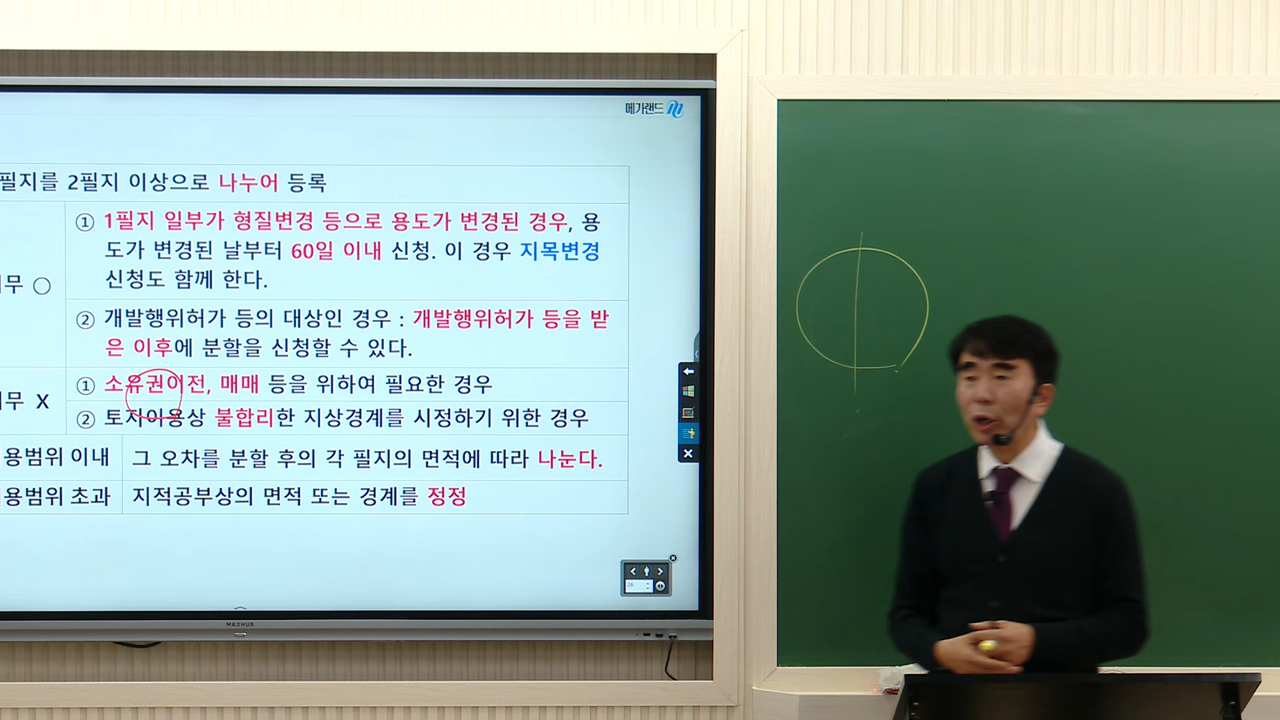 메가랜드
필지를 2필지 이상으로 나누어 등록
무 ○
① 1필지 일부가 형질변경 등으로 용도가 변경된 경우, 용
도가 변경된 날부터 60일 이내 신청. 이 경우 지목변경
신청도 함께 한다.
② 개발행위허가 등의 대상인 경우 : 개발행위허가 등을 받
은 이후에 분할을 신청할 수 있다.
무 X
① 소유권이전, 매매 등을 위하여 필요한 경우
② 토지이용상 불합리한 지상경계를 시정하기 위한 경우
용범위 이내 그 오차를 분할 후의 각 필지의 면적에 따라 나눈다.
용범위 초과 지적공부상의 면적 또는 경계를 정정
26
MAXHUB